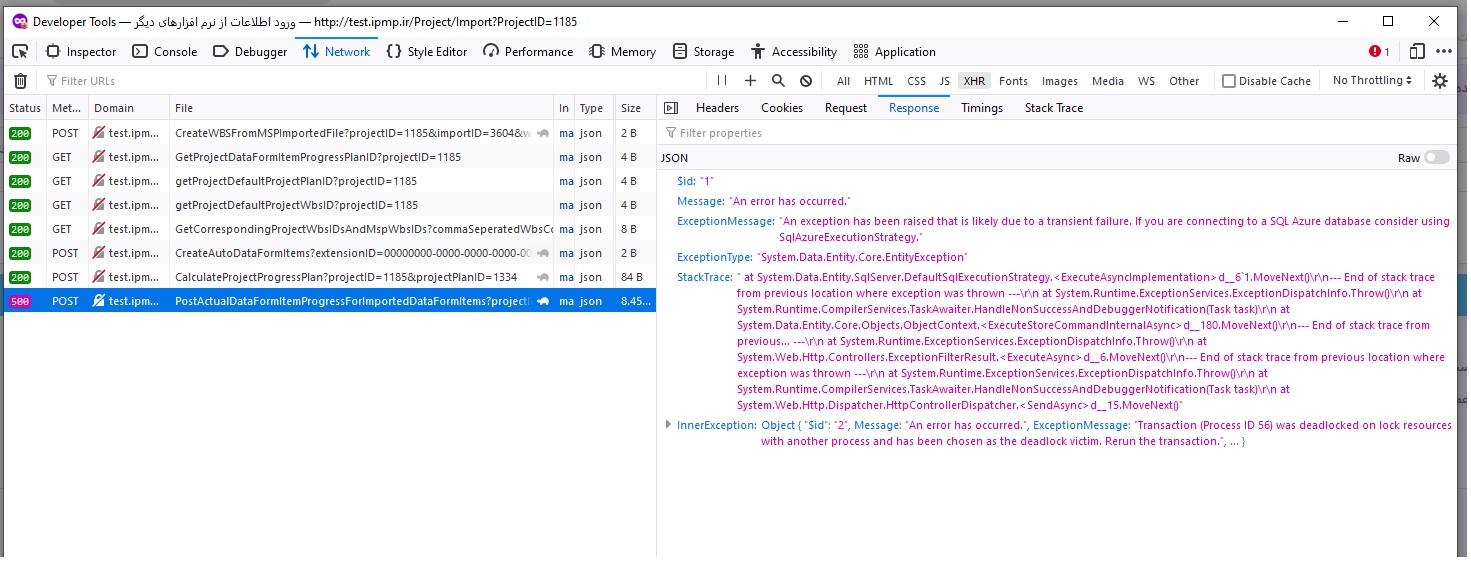 Developer Tools — ورود اطلاعات از نرم افزارهای دیگر — http://test.ipmp.ir/Project/Import?ProjectID=1185
Inspector Console Debugger Network Style Editor Performance Memory Storage Accessibility Application 1
Filter URLs
All HTML CSS JS XHR Fonts Images Media WS Other Disable Cache No Throttling
Status Met... Domain File In Type Size
200 POST test.ipm... CreateWBSFromMSPImportedFile?projectID=1185&importID=3604&w ma json 2 B
200 GET test.ipm... GetProjectDataFormItemProgressPlanID?projectID=1185 ma json 4 B
200 GET test.ipm... getProjectDefaultProjectPlanID?projectID=1185 ma json 4 B
200 GET test.ipm... getProjectDefaultProjectWbsID?projectID=1185 ma json 4 B
200 GET test.ipm... GetCorrespondingProjectWbsIDsAndMspWbsIDs?commaSeperatedWbsCo ma json 8 B
200 POST test.ipm... CreateAutoDataFormItems?extensionID=00000000-0000-0000-0000-00 ma json 2 B
200 POST test.ipm... CalculateProjectProgressPlan?projectID=1185&projectPlanID=1334 ma json 84 B
500 POST test.ipm... PostActualDataFormItemProgressForImportedDataFormItems?projectI ma json 8.45...
Headers Cookies Request Response Timings Stack Trace
Filter properties
JSON Raw
$id: "1"
Message: "An error has occurred."
ExceptionMessage: "An exception has been raised that is likely due to a transient failure. If you are connecting to a SQL Azure database consider using
SqlAzureExecutionStrategy."
ExceptionType: "System.Data.Entity.Core.EntityException"
StackTrace: " at System.Data.Entity.SqlServer.DefaultSqlExecutionStrategy.<ExecuteAsyncImplementation>d__6`1.MoveNext()\r\n--- End of stack trace
from previous location where exception was thrown ---\r\n at System.Runtime.ExceptionServices.ExceptionDispatchInfo.Throw()\r\n at
System.Runtime.CompilerServices.TaskAwaiter.HandleNonSuccessAndDebuggerNotification(Task task)\r\n at
System.Data.Entity.Core.Objects.ObjectContext.<ExecuteStoreCommandInternalAsync>d__180.MoveNext()\r\n--- End of stack trace from
previous... ---\r\n at System.Runtime.ExceptionServices.ExceptionDispatchInfo.Throw()\r\n at
System.Web.Http.Controllers.ExceptionFilterResult.<ExecuteAsync>d__6.MoveNext()\r\n--- End of stack trace from previous location where
exception was thrown ---\r\n at System.Runtime.ExceptionServices.ExceptionDispatchInfo.Throw()\r\n at
System.Runtime.CompilerServices.TaskAwaiter.HandleNonSuccessAndDebuggerNotification(Task task)\r\n at
System.Web.Http.Dispatcher.HttpControllerDispatcher.<SendAsync>d__15.MoveNext()"
InnerException: Object { "$id": "2", Message: "An error has occurred.", ExceptionMessage: "Transaction (Process ID 56) was deadlocked on lock resources
with another process and has been chosen as the deadlock victim. Rerun the transaction.", ... }